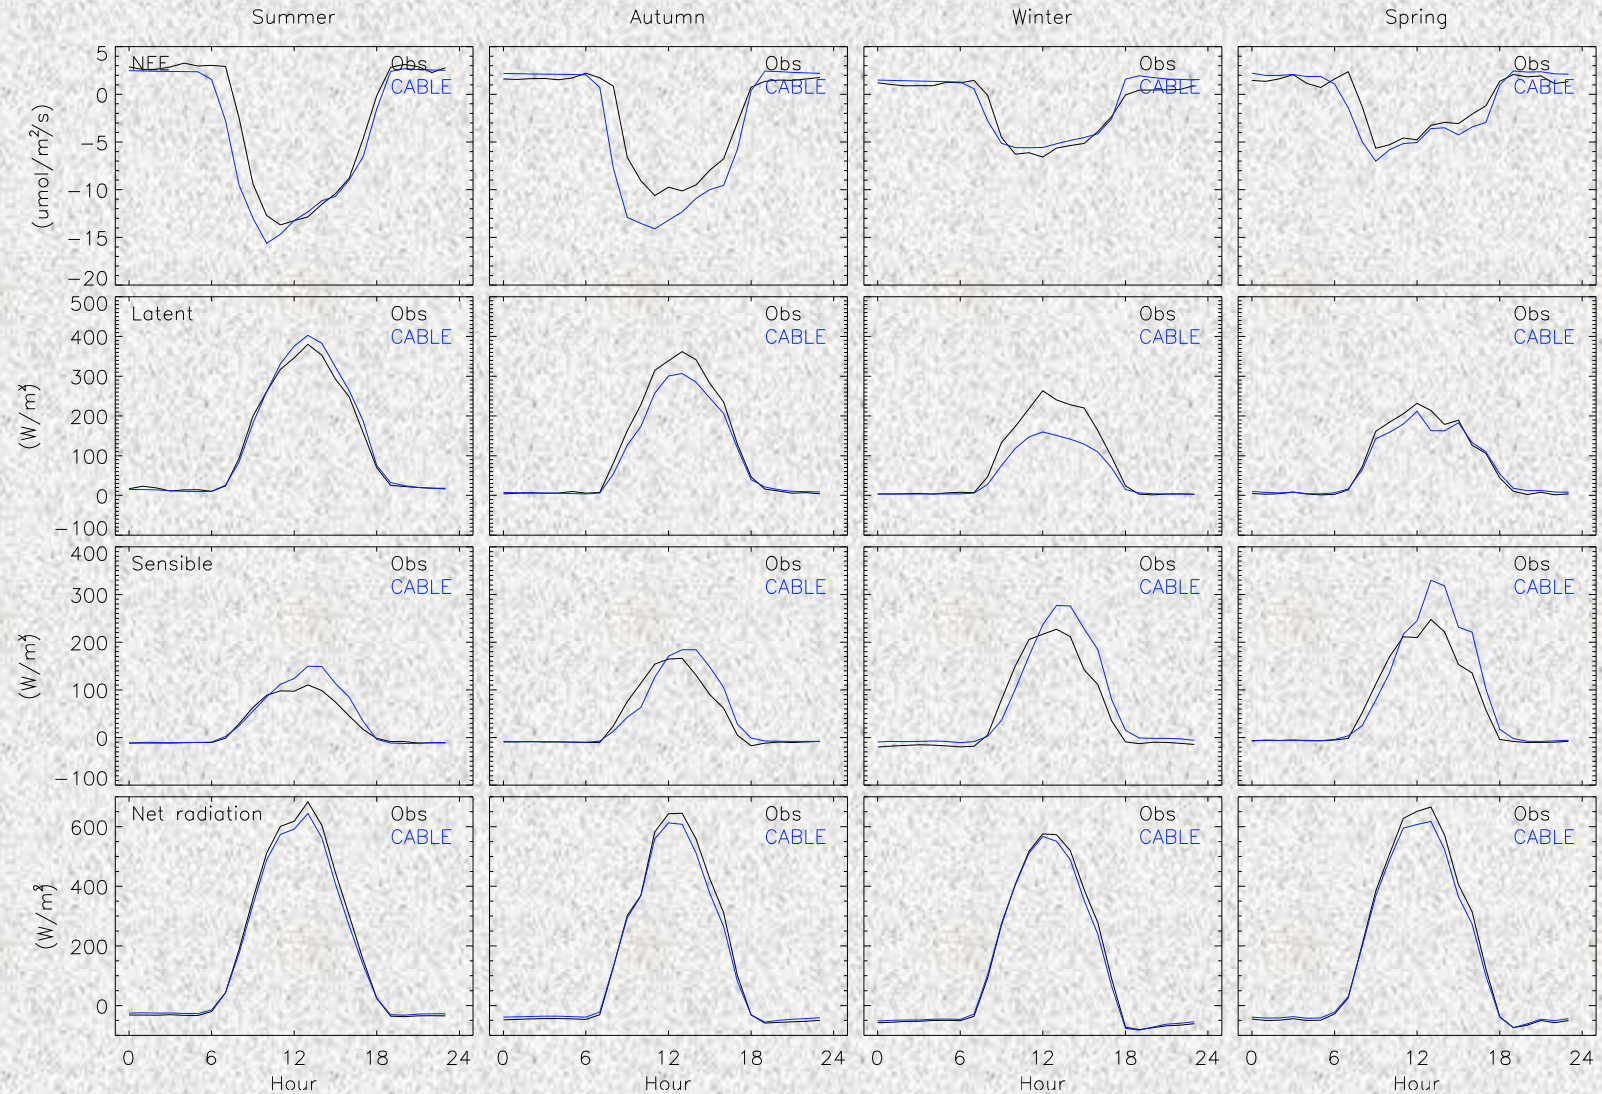 Summer Autumn Winter Spring
NEE Obs Obs Obs Obs
CABLE CABLE CABLE CABLE
5
0
−5
−10
−15
−20
(umol/m²/s)
Latent Obs Obs Obs Obs
CABLE CABLE CABLE CABLE
500
400
300
200
100
0
−100
(W/m²)
Sensible Obs Obs Obs Obs
CABLE CABLE CABLE CABLE
400
300
200
100
0
−100
(W/m²)
Net radiation Obs Obs Obs Obs
CABLE CABLE CABLE CABLE
600
400
200
0
(W/m²)
0 6 12 18 24 0 6 12 18 24 0 6 12 18 24 0 6 12 18 24
Hour Hour Hour Hour